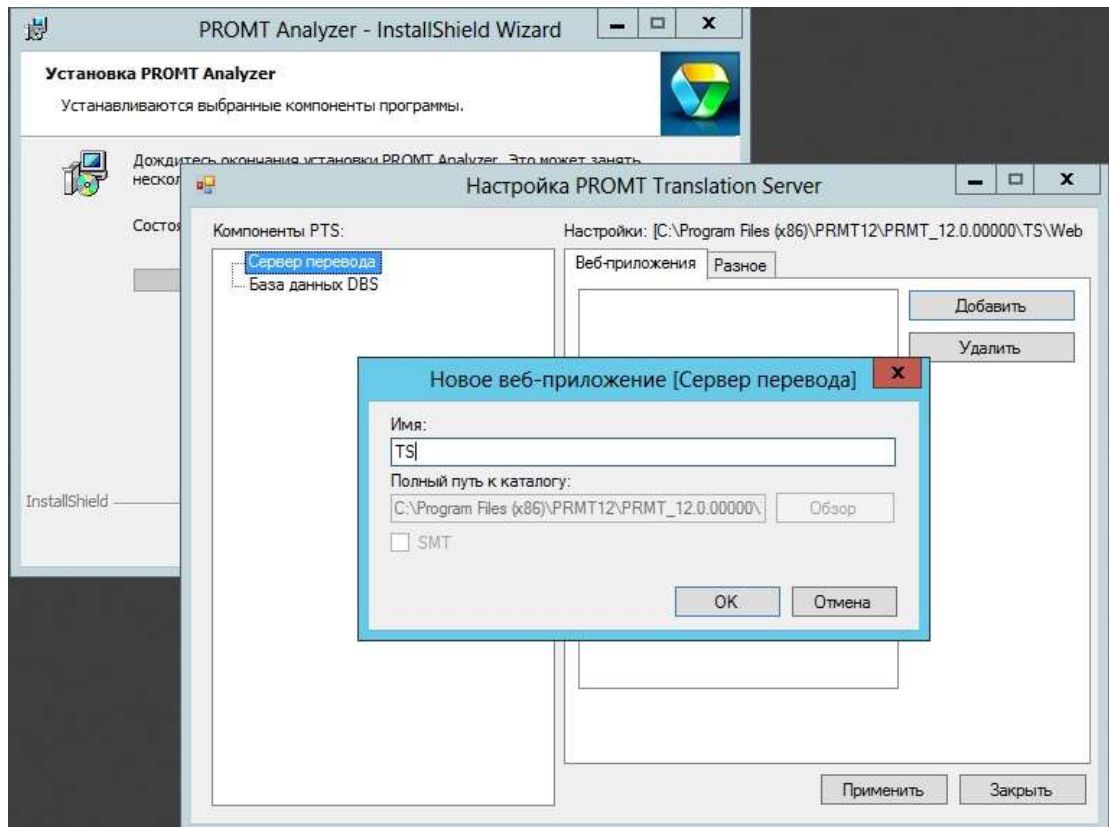 PROMT Analyzer - InstallShield Wizard
Установка PROMT Analyzer
Устанавливаются выбранные компоненты программы.
Дождитесь окончания установки PROMT Analyzer. Это может занять
Настройка PROMT Translation Server
Компоненты PTS:
Сервер перевода
База данных DBS
Настройки: [C:\Program Files (x86)\PRMT12\PRMT_12.0.00000\TS\Web
Веб-приложения
Разное
Добавить
Удалить
Новое веб-приложение [Сервер перевода]
Имя:
TS
Полный путь к каталогу:
C:\Program Files (x86)\PRMT12\PRMT_12.0.00000\
Обзор
SMT
OK
Отмена
InstallShield
Применить
Закрыть